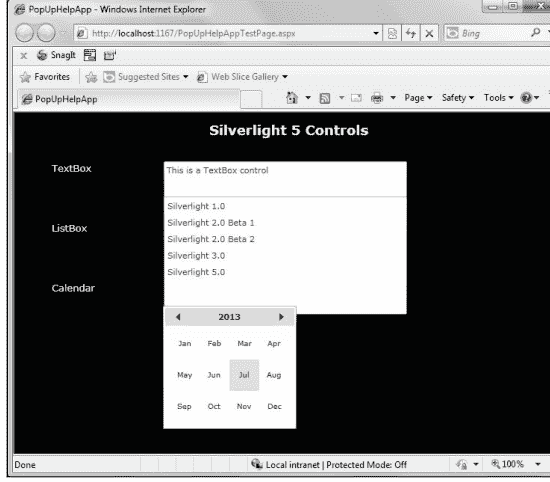 PopUpHelpApp - Windows Internet Explorer
http://localhost:1167/PopUpHelpAppTestPage.aspx
Bing
SnagIt
Favorites
Suggested Sites
Web Slice Gallery
PopUpHelpApp
Page
Safety
Tools
Silverlight 5 Controls
TextBox
This is a TextBox control
Silverlight 1.0
Silverlight 2.0 Beta 1
ListBox
Silverlight 2.0 Beta 2
Silverlight 3.0
Silverlight 5.0
Calendar
2013
Jan Feb Mar Apr
May Jun Jul Aug
Sep Oct Nov Dec
Done
Local intranet | Protected Mode: Off
100%